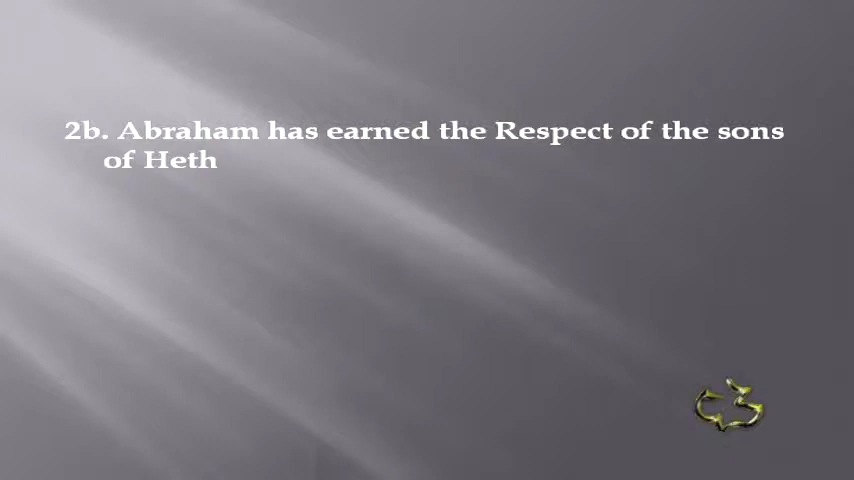 2b. Abraham has earned the Respect of the sons
of Heth